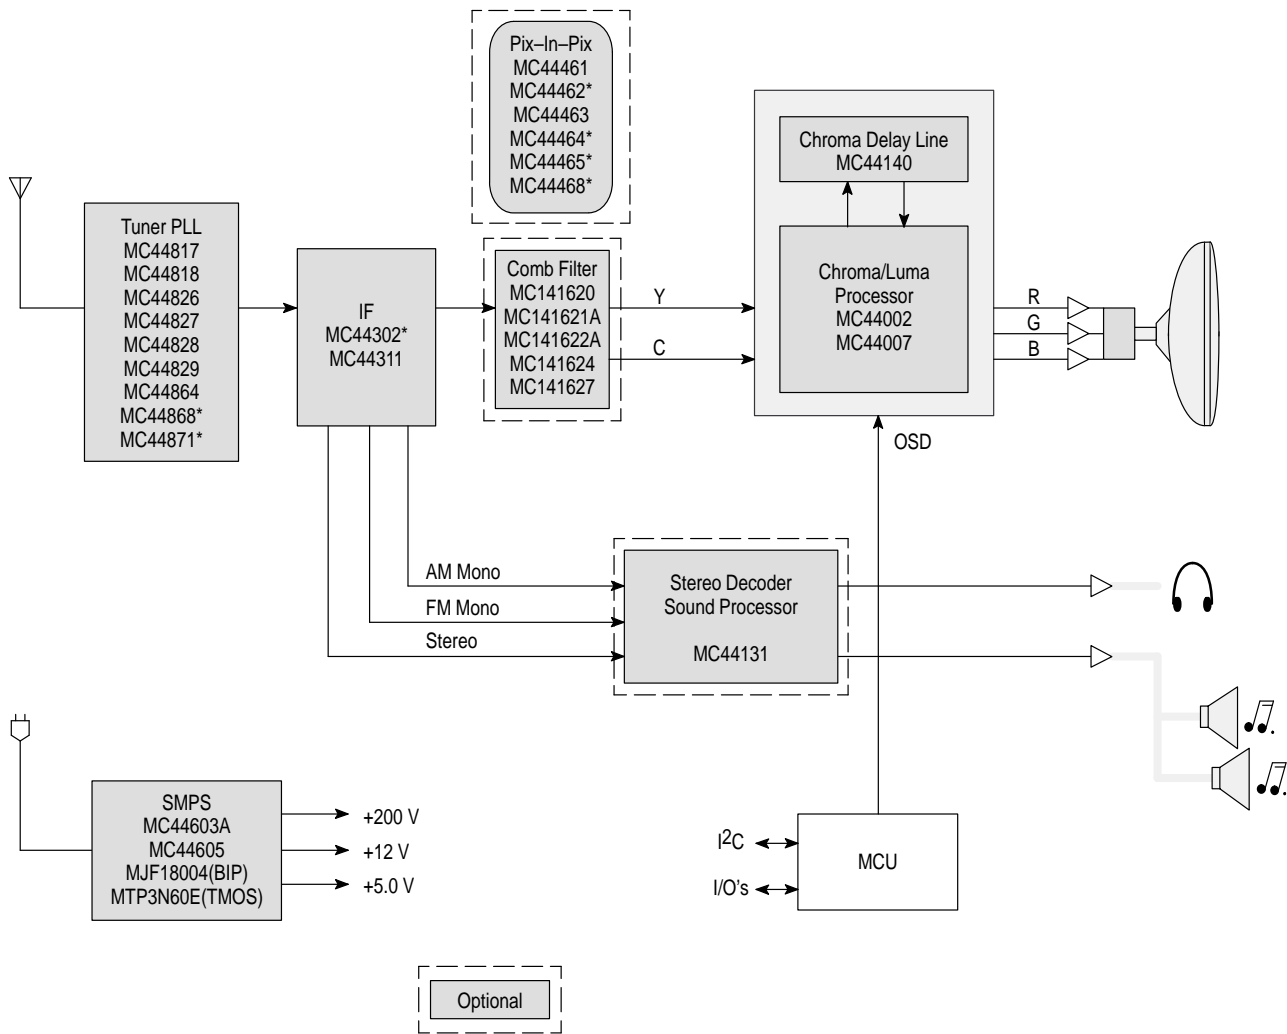 Pix–In–Pix
MC44461
MC44462*
MC44463
MC44464*
MC44465*
MC44468*
Chroma Delay Line
MC44140
Tuner PLL
MC44817
MC44818
MC44826
MC44827
MC44828
MC44829
MC44864
MC44868*
MC44871*
IF
MC44302*
MC44311
Comb Filter
MC141620
MC141621A
MC141622A
MC141624
MC141627
Y
C
Chroma/Luma
Processor
MC44002
MC44007
R
G
B
OSD
AM Mono
FM Mono
Stereo
Stereo Decoder
Sound Processor
MC44131
SMPS
MC44603A
MC44605
MJF18004(BIP)
MTP3N60E(TMOS)
+200 V
+12 V
+5.0 V
I2C
I/O's
MCU
Optional